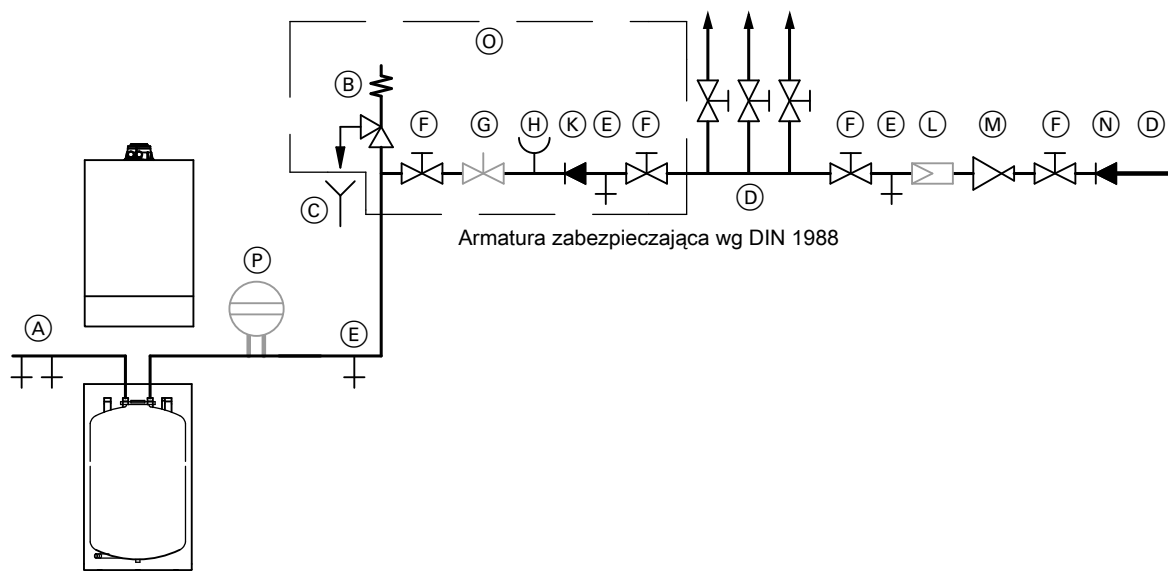 O
B
F G H K E F F E L M F N D
C
D
Armatura zabezpieczająca wg DIN 1988
P
A
E